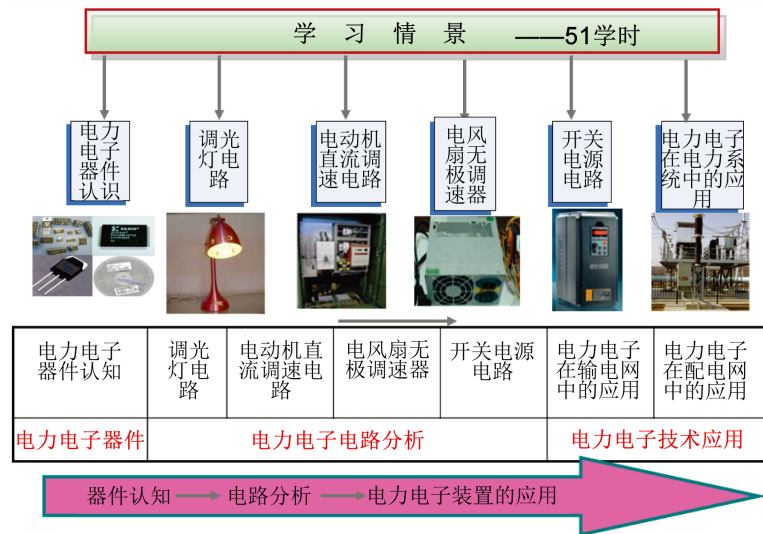 学 习 情 景 ——51学时
电力
电子
器件
认识
调光
灯电
路
电动机
直流调
速电路
电风
扇无
极调
速器
开关
电源
电路
电力电子
在电力系
统中的应
用
XILINX
电力电子
器件认知
调光
灯电
路
电动机直
流调速电
路
电风扇无
极调速器
开关电源
电路
电力电子
在输电网
中的应用
电力电子
在配电网
中的应用
电力电子器件
电力电子电路分析
电力电子技术应用
器件认知 电路分析 电力电子装置的应用